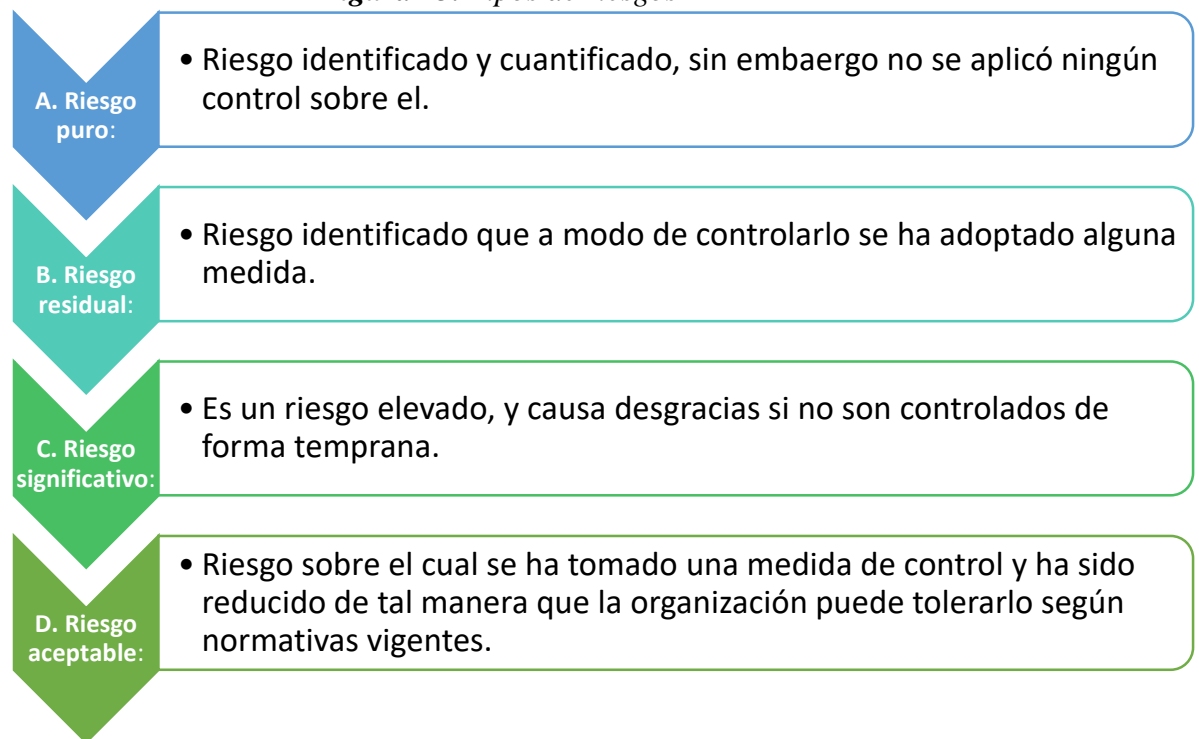 A. Riesgo
puro:
• Riesgo identificado y cuantificado, sin embaergo no se aplicó ningún
control sobre el.
B. Riesgo
residual:
• Riesgo identificado que a modo de controlarlo se ha adoptado alguna
medida.
C. Riesgo
significativo:
• Es un riesgo elevado, y causa desgracias si no son controlados de
forma temprana.
D. Riesgo
aceptable:
• Riesgo sobre el cual se ha tomado una medida de control y ha sido
reducido de tal manera que la organización puede tolerarlo según
normativas vigentes.